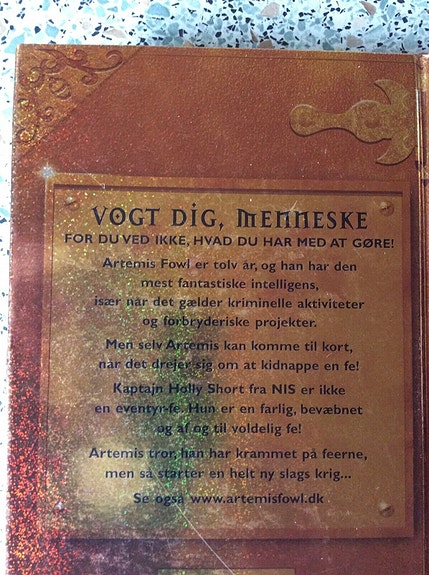 VOGT DIG, MENNESKE
FOR DU VED IKKE, HVAD DU HAR MED AT GØRE!
Artemis Fowl er tolv år, og han har den
mest fantastiske intelligens,
især når det gælder kriminelle aktiviteter
og forbryderiske projekter.
Men selv Artemis kan komme til kort,
når det drejer sig om at kidnappe en fe!
Kaptajn Holly Short fra NIS er ikke
en eventyr-fe. Hun er en farlig, bevæbnet
og af og til voldelig fe!
Artemis tror, han har krammet på feerne,
men så starter en helt ny slags krig...
Se også www.artemisfowl.dk